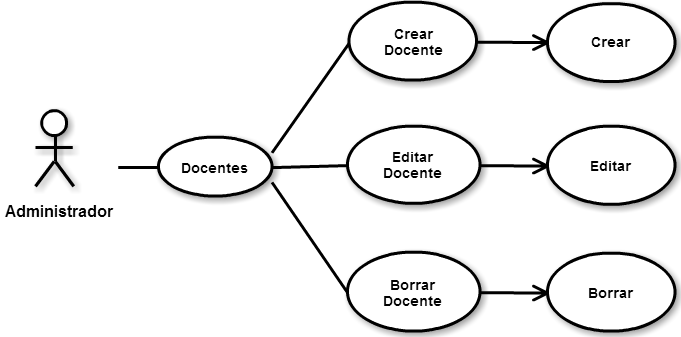 Crear
Docente
Crear
Docentes
Editar
Docente
Editar
Administrador
Borrar
Docente
Borrar